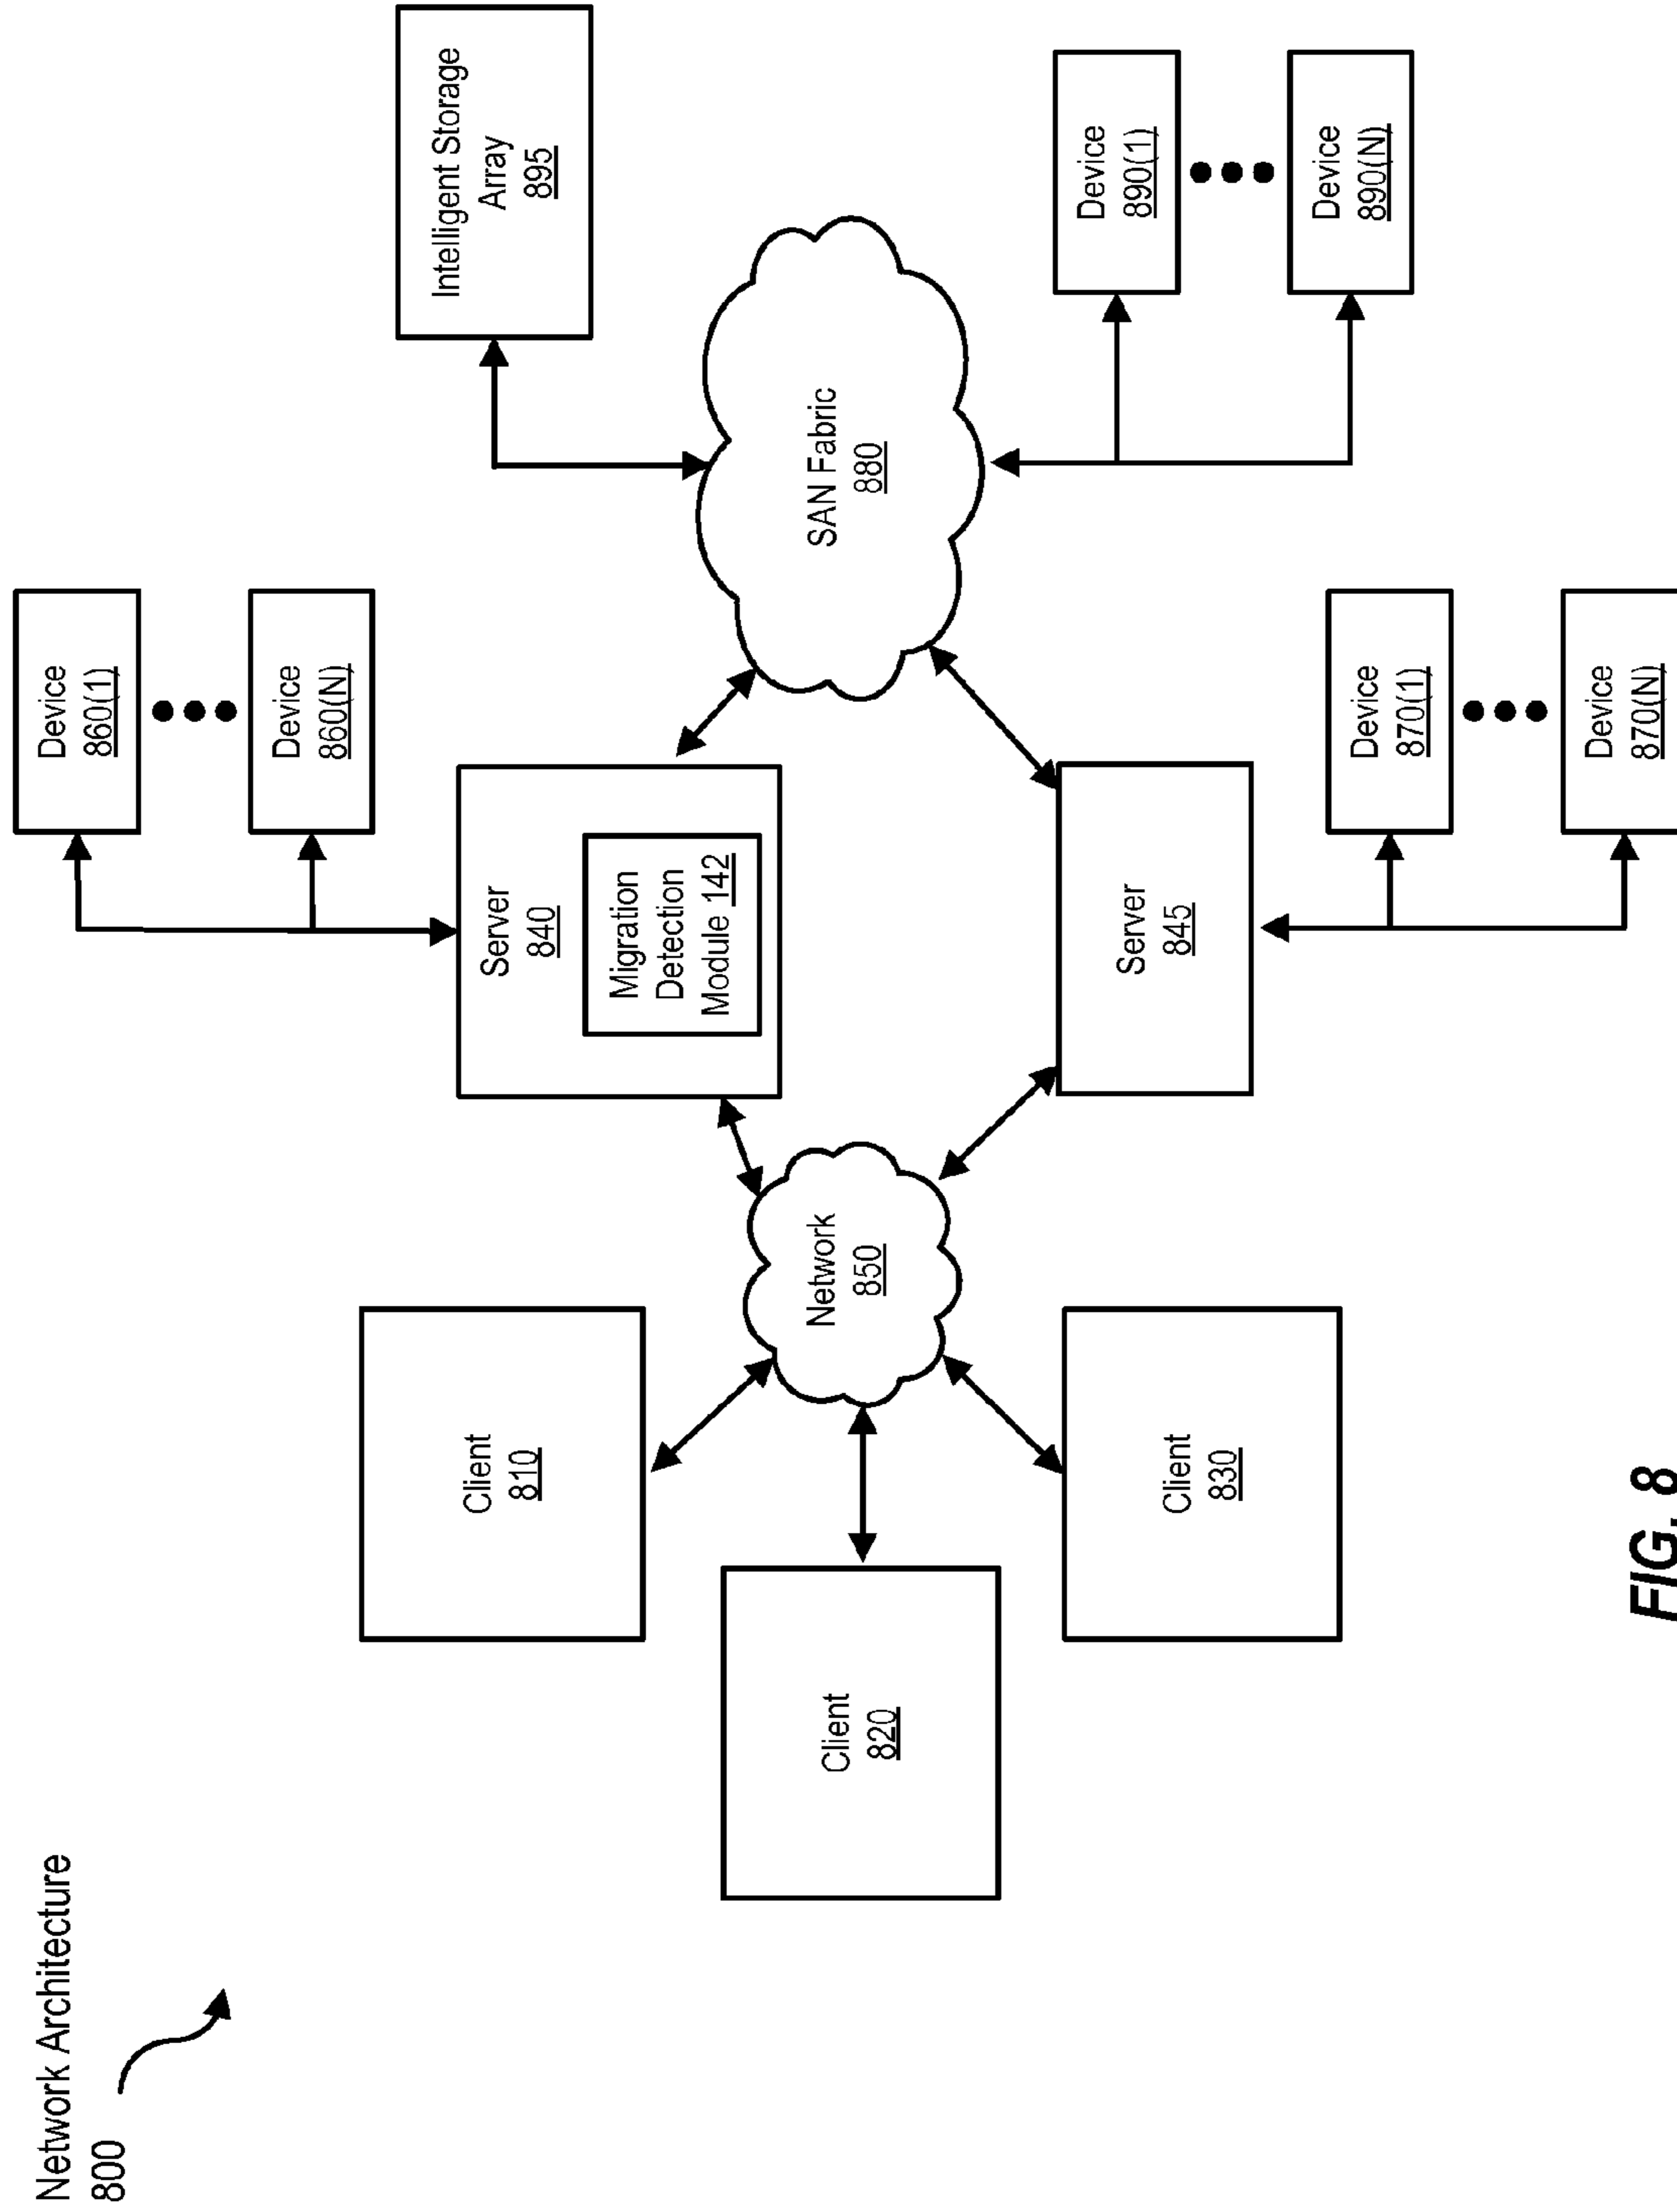 Network Architecture
800
Device
860(1)
Device
860(N)
Intelligent Storage
Array
895
Server
840
Migration
Detection
Module 142
Client
810
Client
820
Network
850
SAN Fabric
880
Client
830
Server
845
Device
890(1)
Device
890(N)
Device
870(1)
Device
870(N)
FIG. 8